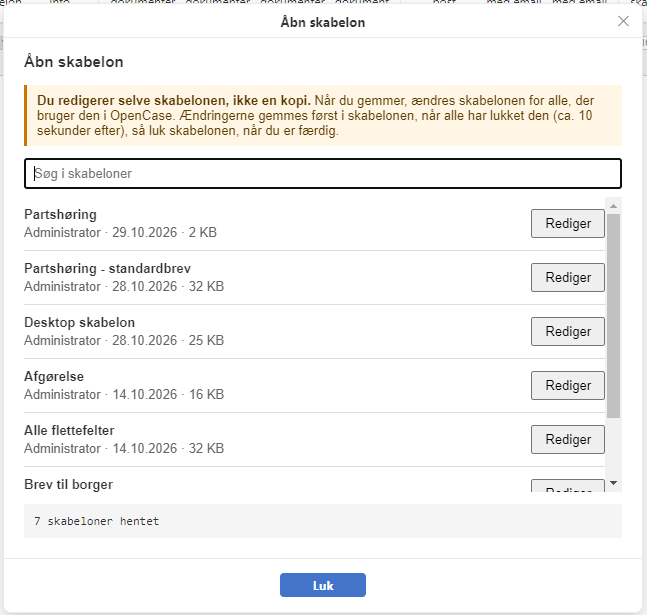 Åbn skabelon
Åbn skabelon
Du redigerer selve skabelonen, ikke en kopi. Når du gemmer, ændres skabelonen for alle, der
bruger den i OpenCase. Ændringerne gemmes først i skabelonen, når alle har lukket den (ca. 10
sekunder efter), så luk skabelonen, når du er færdig.
Søg i skabeloner
Partshøring
Administrator · 29.10.2026 · 2 KB
Rediger
Partshøring - standardbrev
Administrator · 28.10.2026 · 32 KB
Rediger
Desktop skabelon
Administrator · 28.10.2026 · 25 KB
Rediger
Afgørelse
Administrator · 14.10.2026 · 16 KB
Rediger
Alle flettefelter
Administrator · 14.10.2026 · 32 KB
Rediger
Brev til borger
Rediger
7 skabeloner hentet
Luk